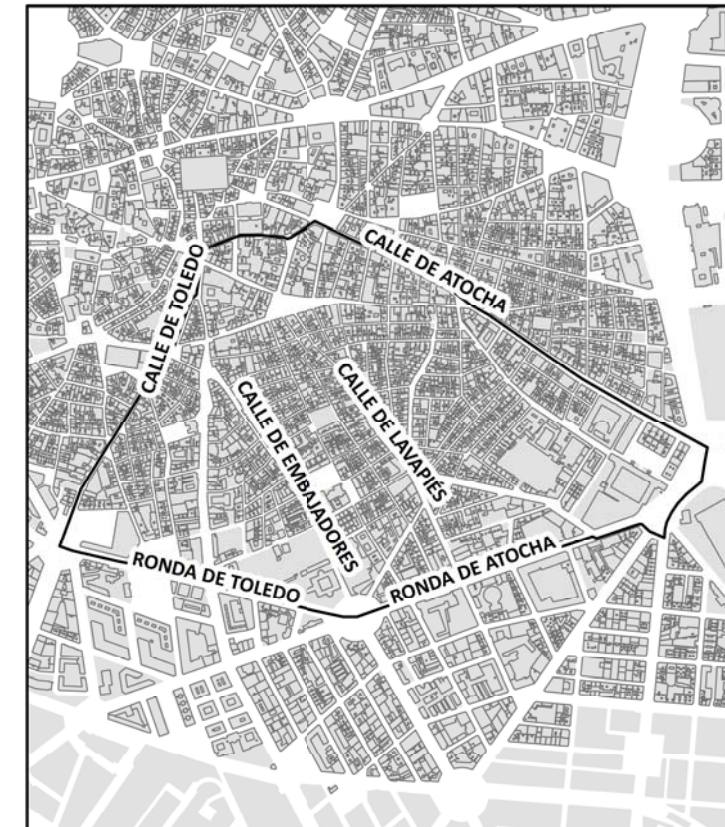 CALLE DE ATOCHA
CALLE DE TOLEDO
CALLE DE LAVAPIÉS
CALLE DE EMBAJADORES
RONDA DE TOLEDO
RONDA DE ATOCHA